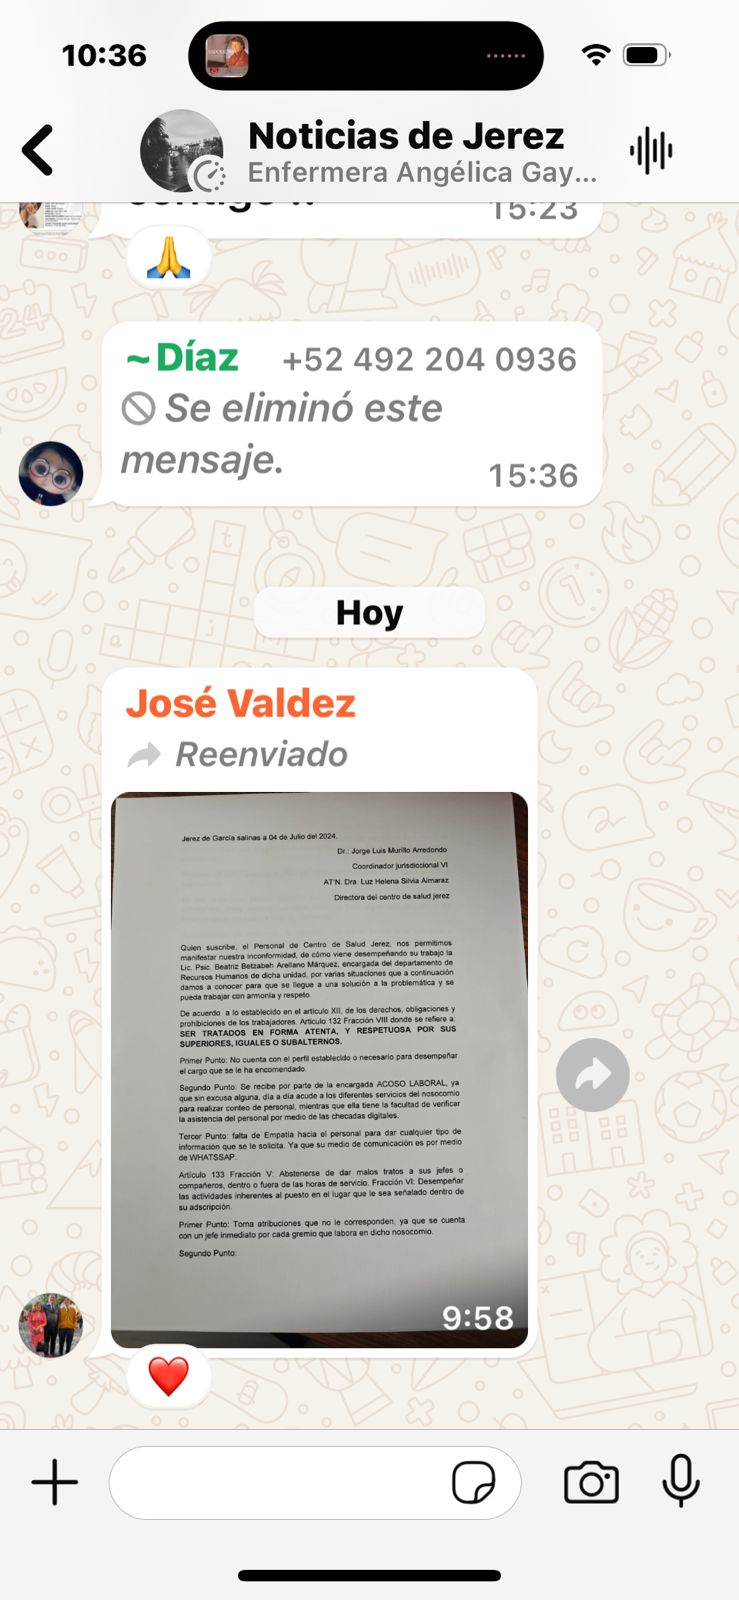 10:36
Noticias de Jerez
Enfermera Angélica Gay...
15:23
~Díaz +52 492 204 0936
Se eliminó este
mensaje.
15:36
Hoy
José Valdez
Reenviado
Jerez de García salinas a 04 de Julio del 2024.
Dr.: Jorge Luis Murillo Arredondo
Coordinador jurisdiccional VI
AT'N. Dra. Luz Helena Silvia Almaraz
Directora del centro de salud jerez
Quien suscribe, el Personal de Centro de Salud Jerez, nos permitimos
manifestar nuestra inconformidad, de cómo viene desempeñando su trabajo la
Lic. Psic. Beatriz Betzabeh Arellano Márquez, encargada del departamento de
Recursos Humanos de dicha unidad, por varias situaciones que a continuación
damos a conocer para que se llegue a una solución a la problemática y se
pueda trabajar con armonía y respeto.
De acuerdo a lo establecido en el artículo XII, de los derechos, obligaciones y
prohibiciones de los trabajadores. Artículo 132 Fracción VIII donde se refiere a:
SER TRATADOS EN FORMA ATENTA, Y RESPETUOSA POR SUS
SUPERIORES, IGUALES O SUBALTERNOS.
Primer Punto: No cuenta con el perfil establecido o necesario para desempeñar
el cargo que se le ha encomendado.
Segundo Punto: Se recibe por parte de la encargada ACOSO LABORAL, ya
que sin excusa alguna, día a día acude a los diferentes servicios del nosocomio
para realizar conteo de personal, mientras que ella tiene la facultad de verificar
la asistencia del personal por medio de las checadas digitales.
Tercer Punto: falta de Empatía hacia el personal para dar cualquier tipo de
información que se le solicita. Ya que su medio de comunicación es por medio
de WHATSSAP.
Artículo 133 Fracción V: Abstenerse de dar malos tratos a sus jefes o
compañeros, dentro o fuera de las horas de servicio. Fracción VI: Desempeñar
las actividades inherentes al puesto en el lugar que le sea señalado dentro de
su adscripción.
Primer Punto: Toma atribuciones que no le corresponden, ya que se cuenta
con un jefe inmediato por cada gremio que labora en dicho nosocomio.
Segundo Punto:
9:58